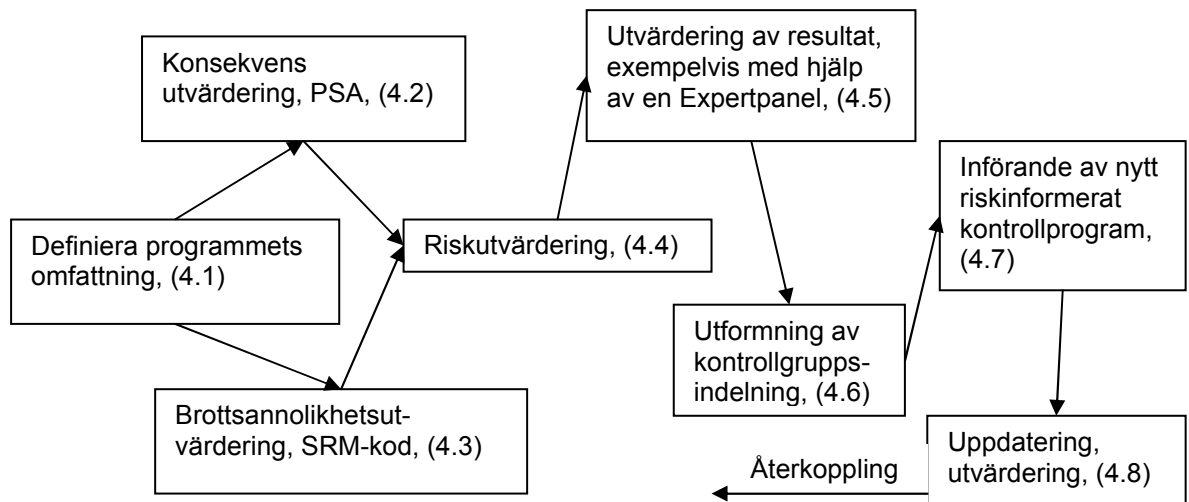 Konsekvens
utvärdering, PSA, (4.2)
Utvärdering av resultat,
exempelvis med hjälp
av en Expertpanel, (4.5)
Definiera programmets
omfattning, (4.1)
Riskutvärdering, (4.4)
Införande av nytt
riskinformerat
kontrollprogram,
(4.7)
Brottsannolikhetsut-
värdering, SRM-kod, (4.3)
Utformning av
kontrollgrupps-
indelning, (4.6)
Återkoppling
Uppdatering,
utvärdering, (4.8)